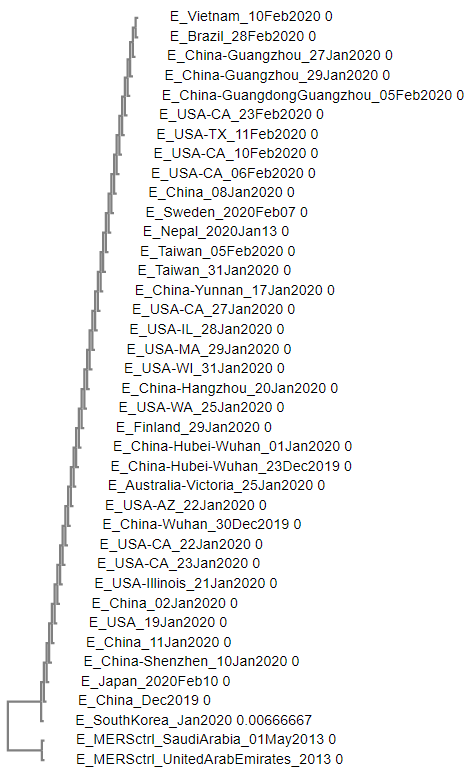 E_Vietnam_10Feb2020 0
E_Brazil_28Feb2020 0
E_China-Guangzhou_27Jan2020 0
E_China-Guangzhou_29Jan2020 0
E_China-GuangdongGuangzhou_05Feb2020 0
E_USA-CA_23Feb2020 0
E_USA-TX_11Feb2020 0
E_USA-CA_10Feb2020 0
E_USA-CA_06Feb2020 0
E_China_08Jan2020 0
E_Sweden_2020Feb07 0
E_Nepal_2020Jan13 0
E_Taiwan_05Feb2020 0
E_Taiwan_31Jan2020 0
E_China-Yunnan_17Jan2020 0
E_USA-CA_27Jan2020 0
E_USA-IL_28Jan2020 0
E_USA-MA_29Jan2020 0
E_USA-WI_31Jan2020 0
E_China-Hangzhou_20Jan2020 0
E_USA-WA_25Jan2020 0
E_Finland_29Jan2020 0
E_China-Hubei-Wuhan_01Jan2020 0
E_China-Hubei-Wuhan_23Dec2019 0
E_Australia-Victoria_25Jan2020 0
E_USA-AZ_22Jan2020 0
E_China-Wuhan_30Dec2019 0
E_USA-CA_22Jan2020 0
E_USA-CA_23Jan2020 0
E_USA-Illinois_21Jan2020 0
E_China_02Jan2020 0
E_USA_19Jan2020 0
E_China_11Jan2020 0
E_China-Shenzhen_10Jan2020 0
E_Japan_2020Feb10 0
E_China_Dec2019 0
E_SouthKorea_Jan2020 0.00666667
E_MERSctrl_SaudiArabia_01May2013 0
E_MERSctrl_UnitedArabEmirates_2013 0